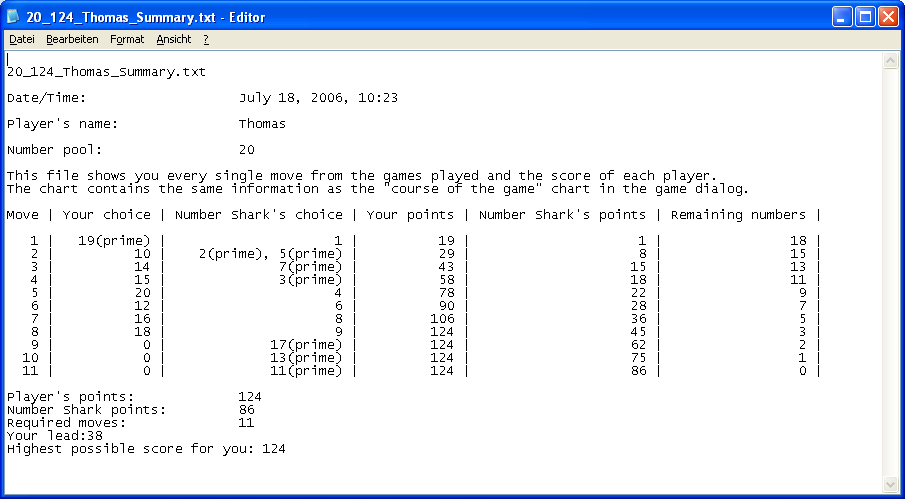 20_124_Thomas_Summary.txt - Editor
Datei Bearbeiten Format Ansicht ?
20_124_Thomas_Summary.txt
Date/Time: July 18, 2006, 10:23
Player's name: Thomas
Number pool: 20
This file shows you every single move from the games played and the score of each player.
The chart contains the same information as the "course of the game" chart in the game dialog.
Move | Your choice | Number Shark's choice | Your points | Number Shark's points | Remaining numbers |
1 | 19(prime) | 1 | 19 | 1 | 18 |
2 | 10 | 2(prime), 5(prime) | 29 | 8 | 15 |
3 | 14 | 7(prime) | 43 | 15 | 13 |
4 | 15 | 3(prime) | 58 | 18 | 11 |
5 | 20 | 4 | 78 | 22 | 9 |
6 | 12 | 6 | 90 | 28 | 7 |
7 | 16 | 8 | 106 | 36 | 5 |
8 | 18 | 9 | 124 | 45 | 3 |
9 | 0 | 17(prime) | 124 | 62 | 2 |
10 | 0 | 13(prime) | 124 | 75 | 1 |
11 | 0 | 11(prime) | 124 | 86 | 0 |
Player's points: 124
Number Shark points: 86
Required moves: 11
Your lead:38
Highest possible score for you: 124